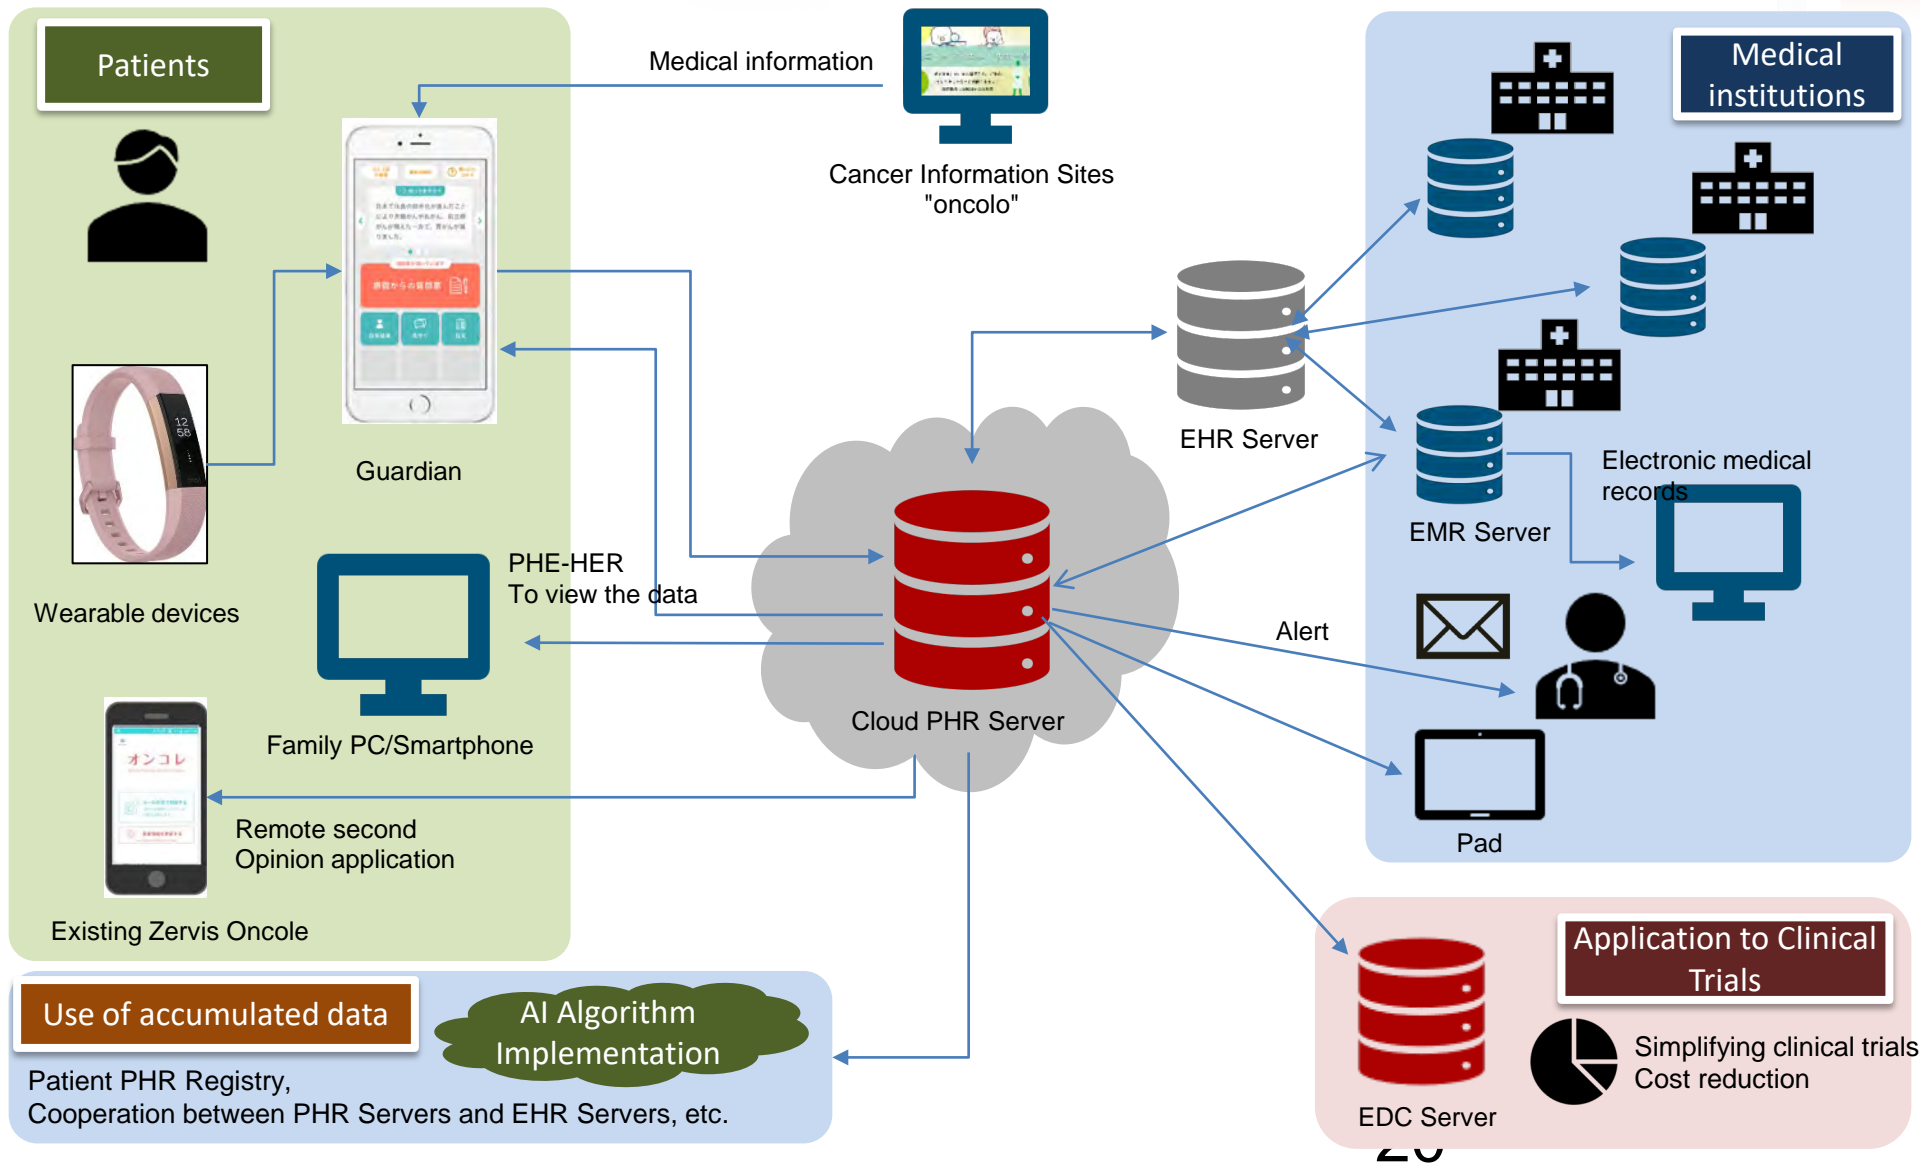 Patients
Medical information
Cancer Information Sites
"oncolo"
Medical
institutions
Guardian
12
58
Wearable devices
PHE-HER
To view the data
Family PC/Smartphone
オンコレ
Remote second
Opinion application
Existing Zervis Oncole
EHR Server
Cloud PHR Server
EMR Server
Electronic medical
records
Alert
Pad
Use of accumulated data
AI Algorithm
Implementation
Patient PHR Registry,
Cooperation between PHR Servers and EHR Servers, etc.
Application to Clinical
Trials
Simplifying clinical trials
Cost reduction
EDC Server